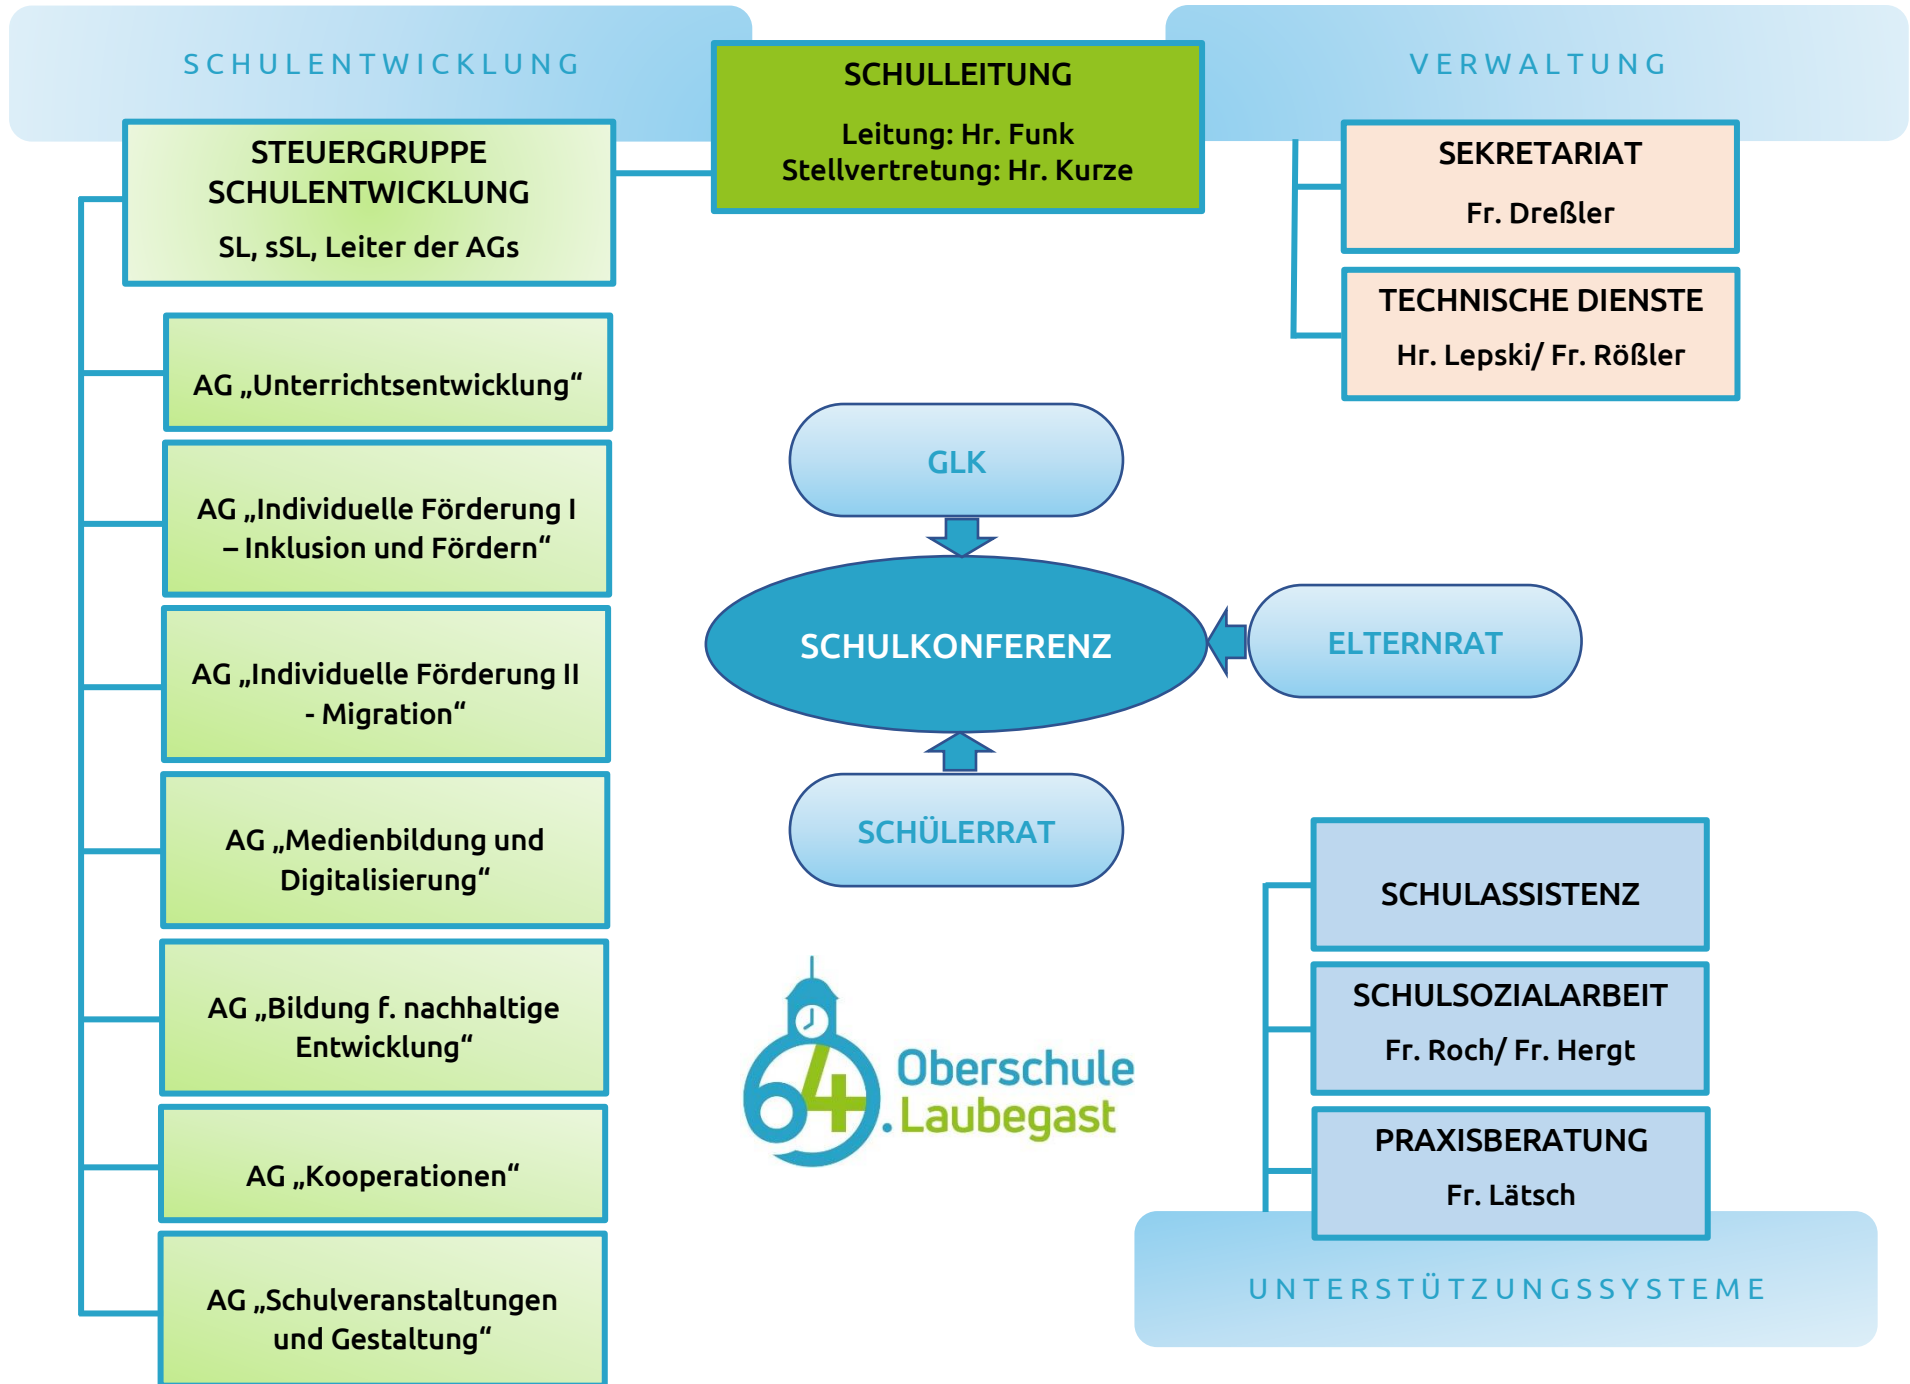 SCHULENTWICKLUNG
SCHULLEITUNG
Leitung: Hr. Funk
Stellvertretung: Hr. Kurze
VERWALTUNG
STEUERGRUPPE
SCHULENTWICKLUNG
SL, sSL, Leiter der AGs
SEKRETARIAT
Fr. Dreßler
TECHNISCHE DIENSTE
Hr. Lepski/ Fr. Rößler
AG „Unterrichtsentwicklung“
AG „Individuelle Förderung I
– Inklusion und Fördern“
AG „Individuelle Förderung II
- Migration“
AG „Medienbildung und
Digitalisierung“
AG „Bildung f. nachhaltige
Entwicklung“
AG „Kooperationen“
AG „Schulveranstaltungen
und Gestaltung“
GLK
SCHULKONFERENZ
ELTERNRAT
SCHÜLERRAT
64.
Oberschule
Laubegast
SCHULASSISTENZ
SCHULSOZIALARBEIT
Fr. Roch/ Fr. Hergt
PRAXISBERATUNG
Fr. Lätsch
UNTERSTÜTZUNGSSYSTEME